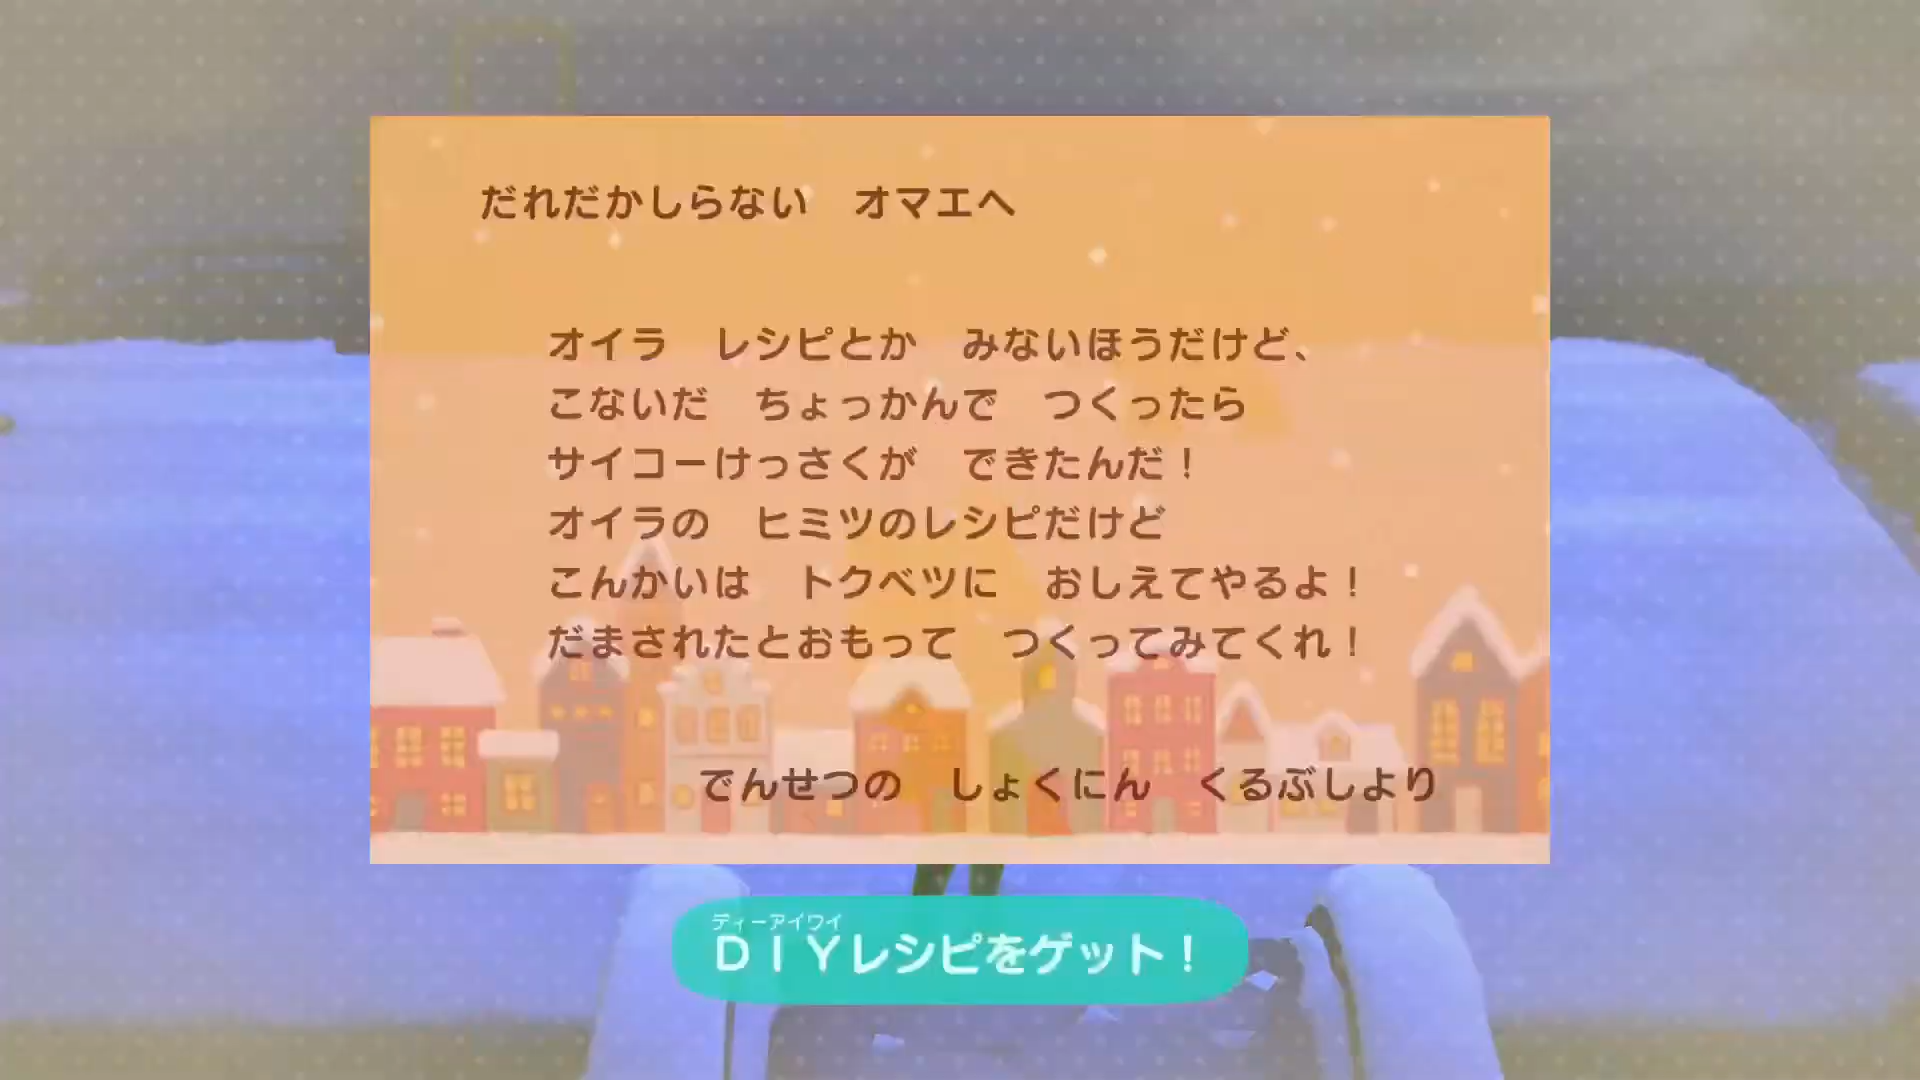 だれだかしらない　オマエへ
オイラ　レシピとか　みないほうだけど、
こないだ　ちょっかんで　つくったら
サイコーけっさくが　できたんだ！
オイラの　ヒミツのレシピだけど
こんかいは　トクベツに　おしえてやるよ！
だまされたとおもって　つくってみてくれ！
でんせつの　しょくにん　くるぶしより
ディーアイワイ
ＤＩＹレシピをゲット！